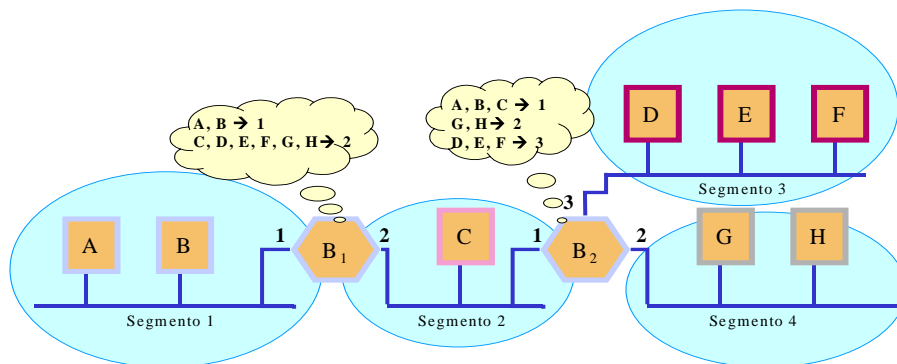 A, B → 1
C, D, E, F, G, H → 2
A, B, C → 1
G, H → 2
D, E, F → 3
D E F
Segmento 3
3
A B 1 B1 2 C 1 B2 2 G H
Segmento 1 Segmento 2 Segmento 4